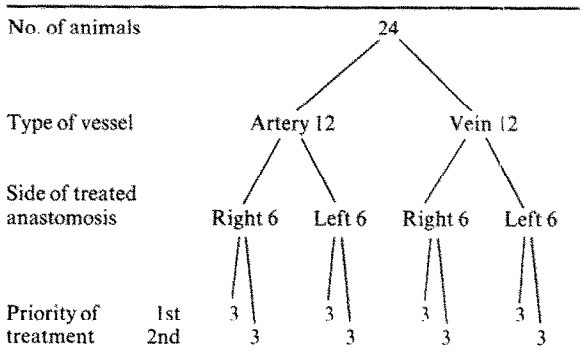 No. of animals 24
Type of vessel Artery 12 Vein 12
Side of treated
anastomosis Right 6 Left 6 Right 6 Left 6
Priority of 1st 3 3 3 3
treatment 2nd 3 3 3 3